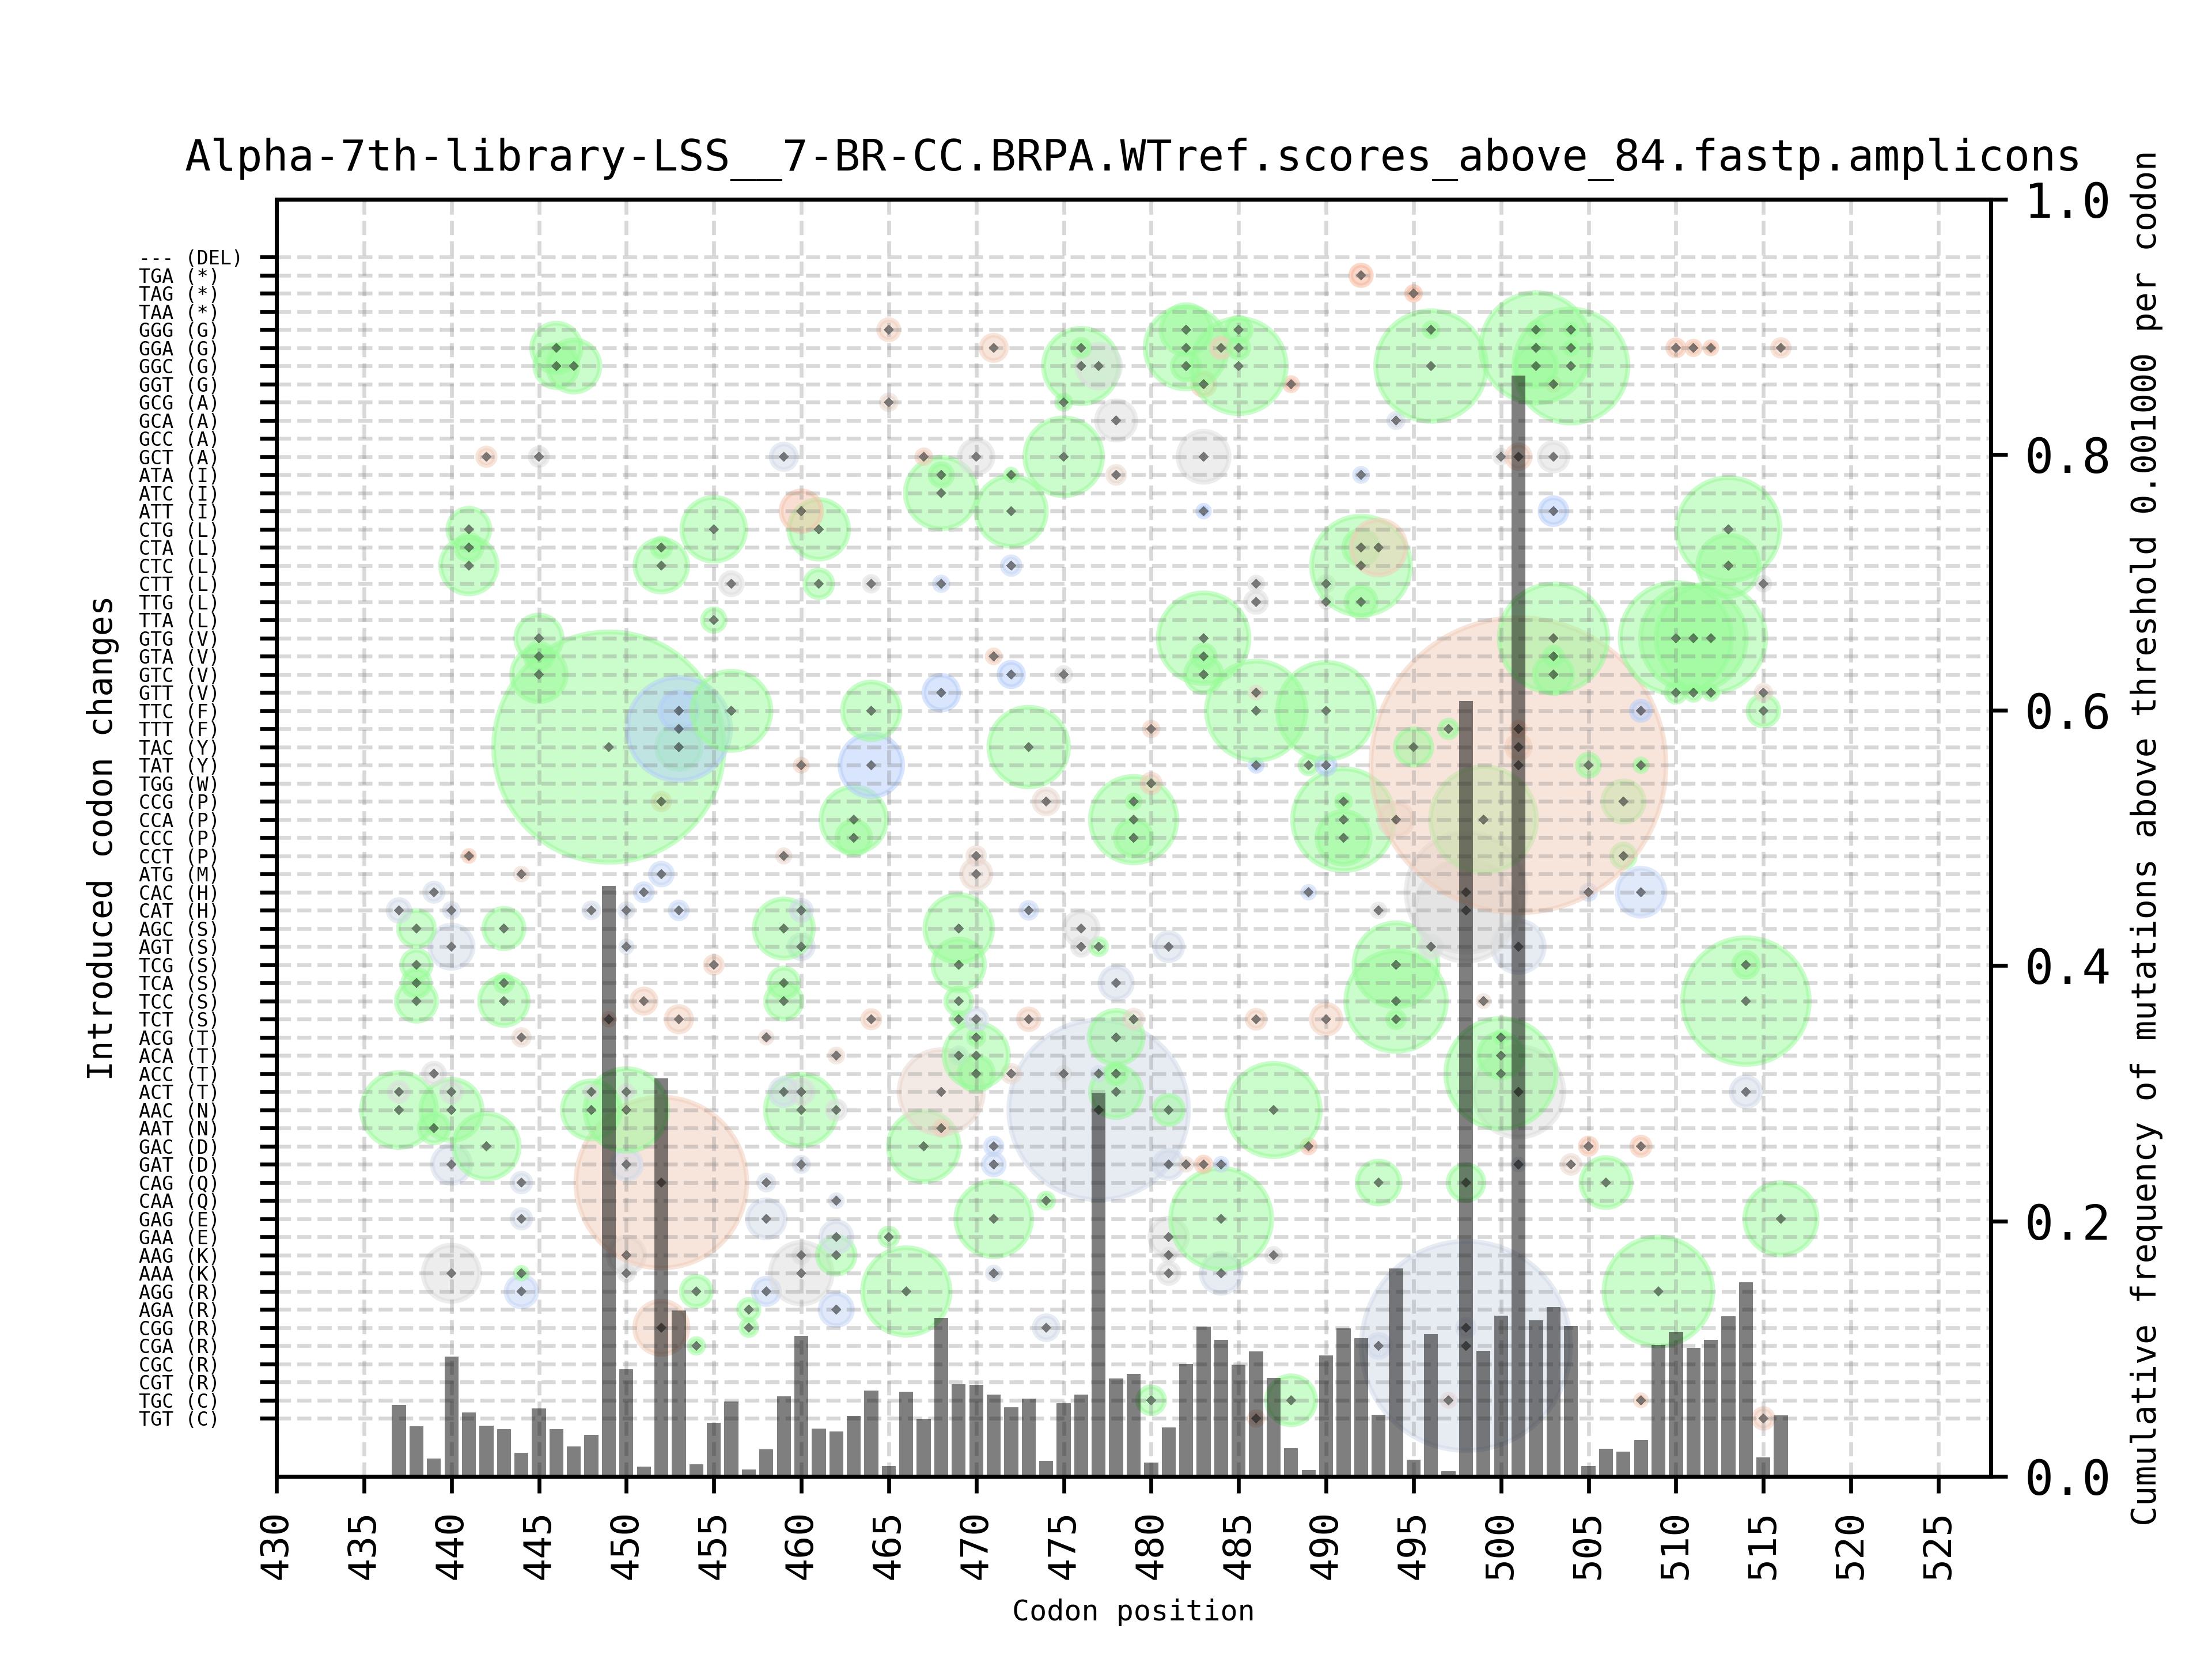 Alpha-7th-library-LSS__7-BR-CC.BRPA.WTref.scores_above_84.fastp.amplicons
Introduced codon changes
--- (DEL)
TGA (*)
TAG (*)
TAA (*)
GGG (G)
GGA (G)
GGC (G)
GGT (G)
GCG (A)
GCA (A)
GCC (A)
GCT (A)
ATA (I)
ATC (I)
ATT (I)
CTG (L)
CTA (L)
CTC (L)
CTT (L)
TTG (L)
TTA (L)
GTG (V)
GTA (V)
GTC (V)
GTT (V)
TTC (F)
TTT (F)
TAC (Y)
TAT (Y)
TGG (W)
CCG (P)
CCA (P)
CCC (P)
CCT (P)
ATG (M)
CAC (H)
CAT (H)
AGC (S)
AGT (S)
TCG (S)
TCA (S)
TCC (S)
TCT (S)
ACG (T)
ACA (T)
ACC (T)
ACT (T)
AAC (N)
AAT (N)
GAC (D)
GAT (D)
CAG (Q)
CAA (Q)
GAG (E)
GAA (E)
AAG (K)
AAA (K)
AGG (R)
AGA (R)
CGG (R)
CGA (R)
CGC (R)
CGT (R)
TGC (C)
TGT (C)
430 435 440 445 450 455 460 465 470 475 480 485 490 495 500 505 510 515 520 525
Codon position
1.0
0.8
0.6
0.4
0.2
0.0
Cumulative frequency of mutations above threshold 0.001000 per codon